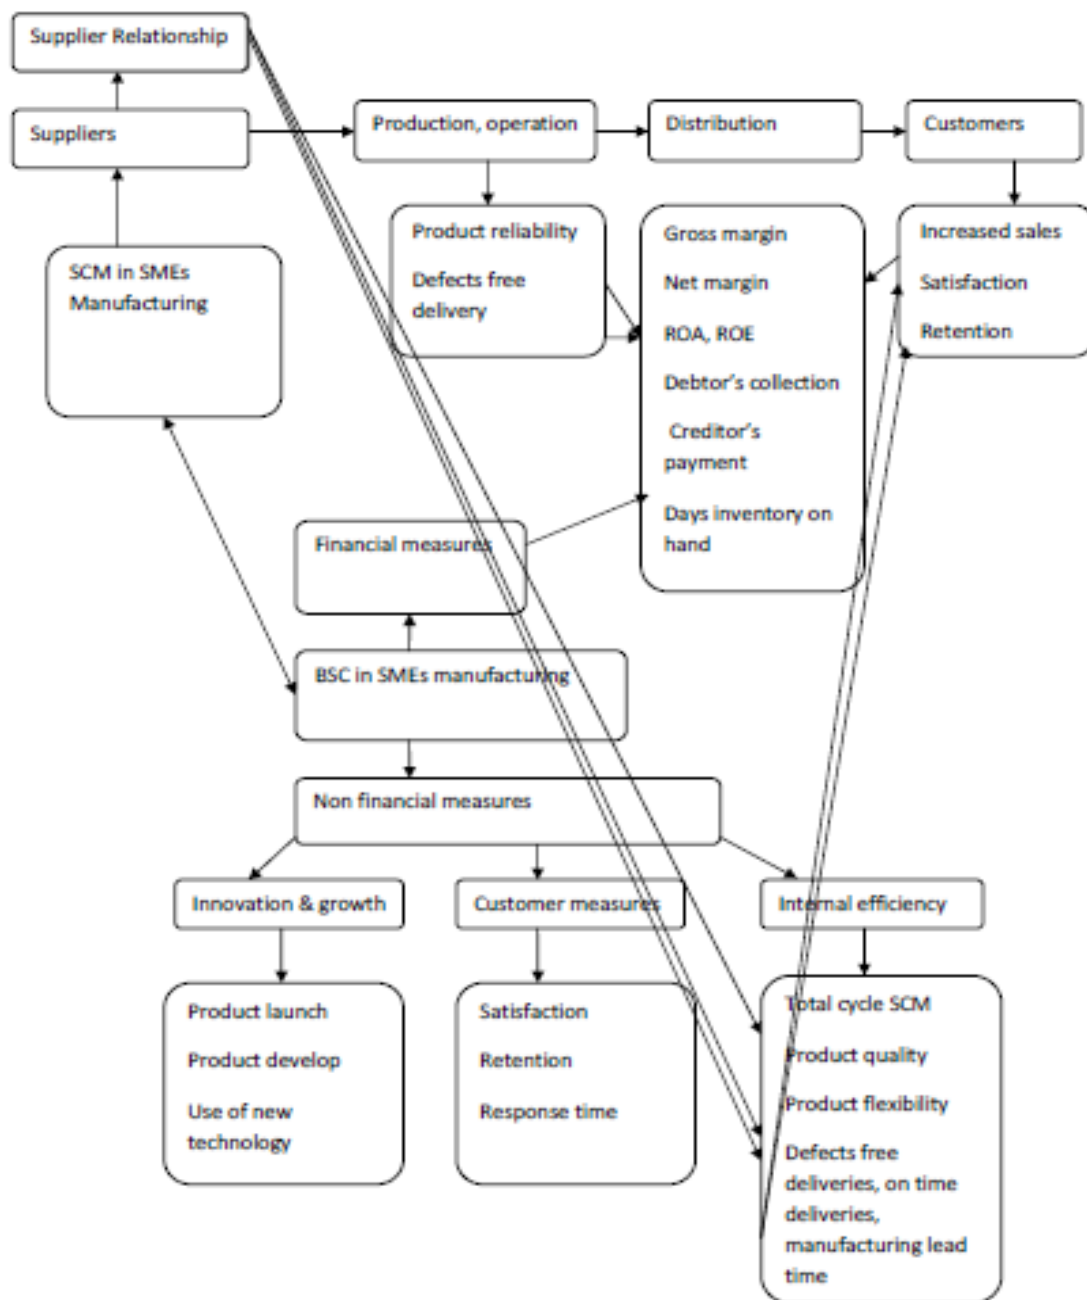 Supplier Relationship
Suppliers
Production, operation
Distribution
Customers
SCM in SMEs
Manufacturing
Product reliability
Defects free
delivery
Gross margin
Net margin
ROA, ROE
Debtor's collection
Creditor's
payment
Days inventory on
hand
Increased sales
Satisfaction
Retention
Financial measures
BSC in SMEs manufacturing
Non financial measures
Innovation & growth
Customer measures
Internal efficiency
Product launch
Product develop
Use of new
technology
Satisfaction
Retention
Response time
Total cycle SCM
Product quality
Product flexibility
Defects free
deliveries, on time
deliveries,
manufacturing lead
time